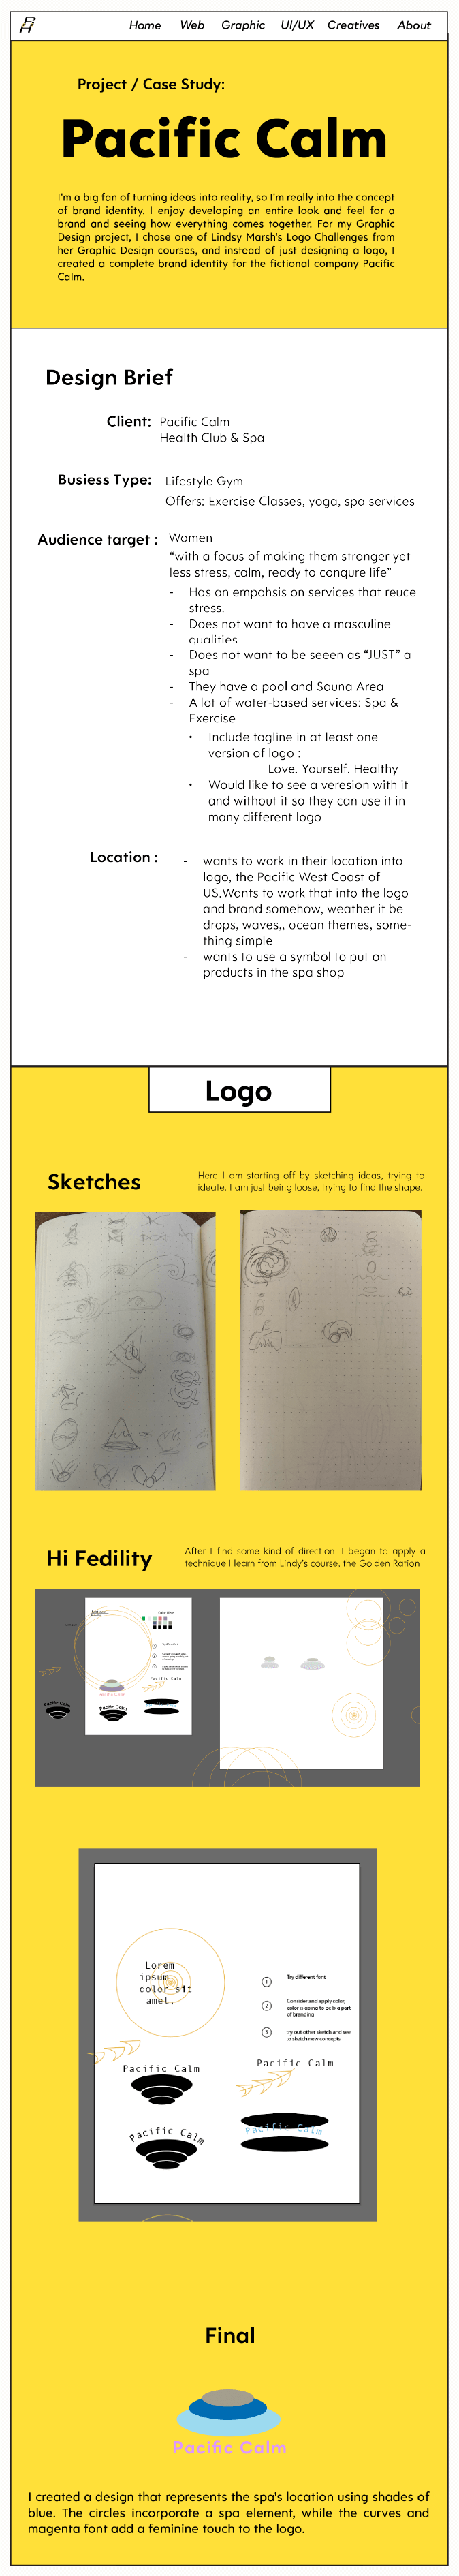 Home Web Graphic UI/UX Creatives About
Project / Case Study:
Pacific Calm
I'm a big fan of turning ideas into reality, so I'm really into the concept
of brand identity. I enjoy developing an entire look and feel for a
brand and seeing how everything comes together. For my Graphic
Design project, I chose one of Lindsy Marsh's Logo Challenges from
her Graphic Design courses, and instead of just designing a logo, I
created a complete brand identity for the fictional company Pacific
Calm.
Design Brief
Client: Pacific Calm
Health Club & Spa
Busiess Type: Lifestyle Gym
Offers: Exercise Classes, yoga, spa services
Audience target : Women
“with a focus of making them stronger yet
less stress, calm, ready to conqure life”
- Has an empahsis on services that reuce
stress.
- Does not want to have a masculine
qualities
- Does not want to be seeen as “JUST” a
spa
- They have a pool and Sauna Area
- A lot of water-based services: Spa &
Exercise
• Include tagline in at least one
version of logo :
Love. Yourself. Healthy
• Would like to see a veresion with it
and without it so they can use it in
many different logo
Location : - wants to work in their location into
logo, the Pacific West Coast of
US.Wants to work that into the logo
and brand somehow, weather it be
drops, waves,, ocean themes, some-
thing simple
- wants to use a symbol to put on
products in the spa shop
Logo
Sketches
Here I am starting off by sketching ideas, trying to
ideate. I am just being loose, trying to find the shape.
Hi Fedility
After I find some kind of direction. I began to apply a
technique I learn from Lindy's course, the Golden Ration
Pacific Calm
Pacific Calm
Pacific Calm
Pacific Calm
Lorem
ipsum
dolor sit
amet.
1 Try different font
2 Consider and apply color,
color is going to be big part
of branding
3 try out other sketch and see
to sketch new concepts
Pacific Calm
Pacific Calm
Pacific Calm
Pacific Calm
Final
Pacific Calm
I created a design that represents the spa's location using shades of
blue. The circles incorporate a spa element, while the curves and
magenta font add a feminine touch to the logo.